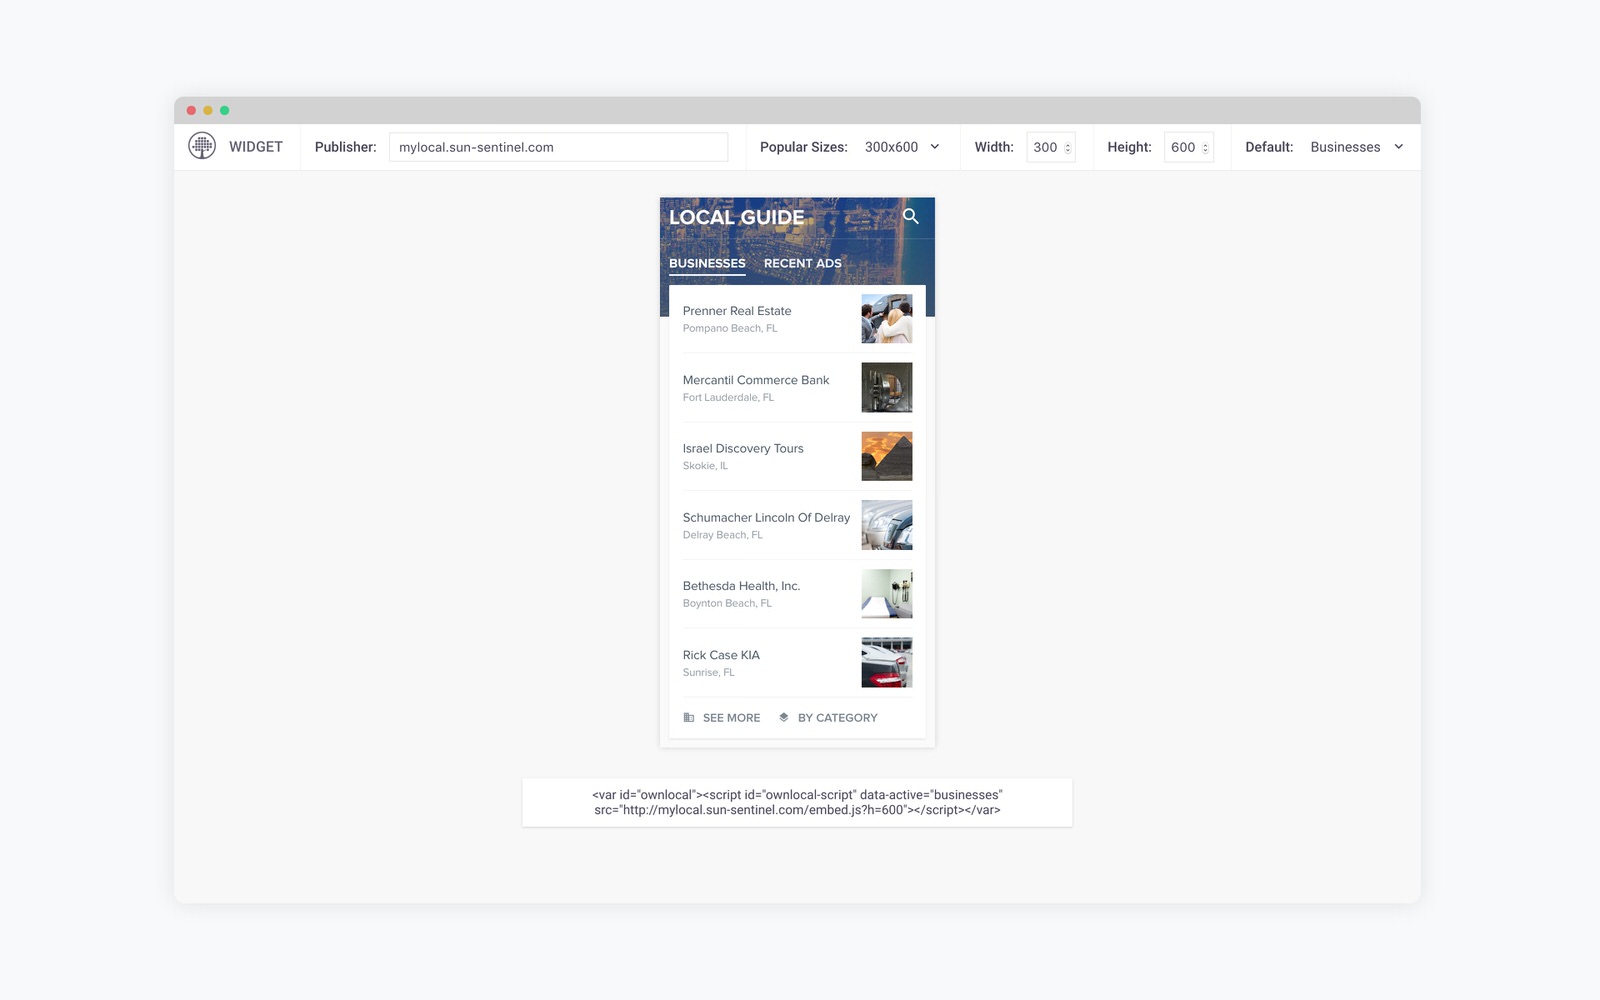 WIDGET
Publisher:
mylocal.sun-sentinel.com
Popular Sizes:
300x600
Width:
300
Height:
600
Default:
Businesses
LOCAL GUIDE
BUSINESSES
RECENT ADS
Prenner Real Estate
Pompano Beach, FL
Mercantil Commerce Bank
Fort Lauderdale, FL
Israel Discovery Tours
Skokie, IL
Schumacher Lincoln Of Delray
Delray Beach, FL
Bethesda Health, Inc.
Boynton Beach, FL
Rick Case KIA
Sunrise, FL
SEE MORE
BY CATEGORY
<var id="ownlocal"><script id="ownlocal-script" data-active="businesses"
src="http://mylocal.sun-sentinel.com/embed.js?h=600"></script></var>